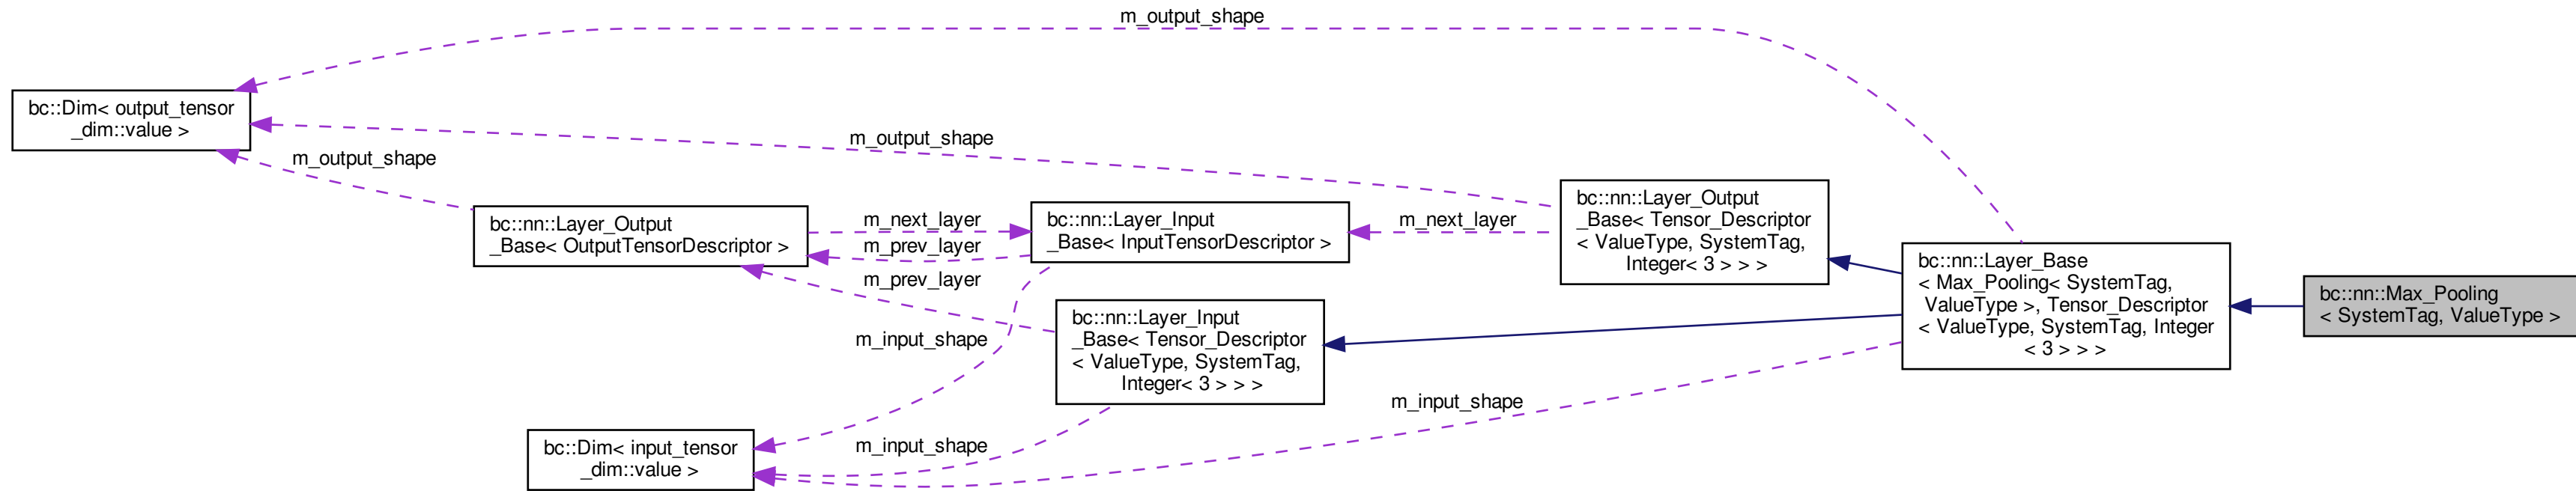 m_output_shape
bc::Dim< output_tensor
_dim::value >
m_output_shape
m_output_shape
bc::nn::Layer_Output
_Base< OutputTensorDescriptor >
m_next_layer
m_prev_layer
m_prev_layer
bc::nn::Layer_Input
_Base< InputTensorDescriptor >
m_next_layer
bc::nn::Layer_Output
_Base< Tensor_Descriptor
< ValueType, SystemTag,
Integer< 3 > > >
bc::nn::Layer_Base
< Max_Pooling< SystemTag,
ValueType >, Tensor_Descriptor
< ValueType, SystemTag, Integer
< 3 > > >
bc::nn::Max_Pooling
< SystemTag, ValueType >
bc::nn::Layer_Input
_Base< Tensor_Descriptor
< ValueType, SystemTag,
Integer< 3 > > >
m_input_shape
m_input_shape
m_input_shape
bc::Dim< input_tensor
_dim::value >